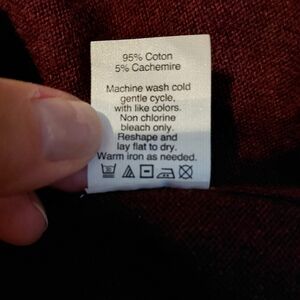 95% Coton
5% Cachemire
Machine wash cold
gentle cycle,
with like colors.
Non chlorine
bleach only.
Reshape and
lay flat to dry.
Warm iron as needed.